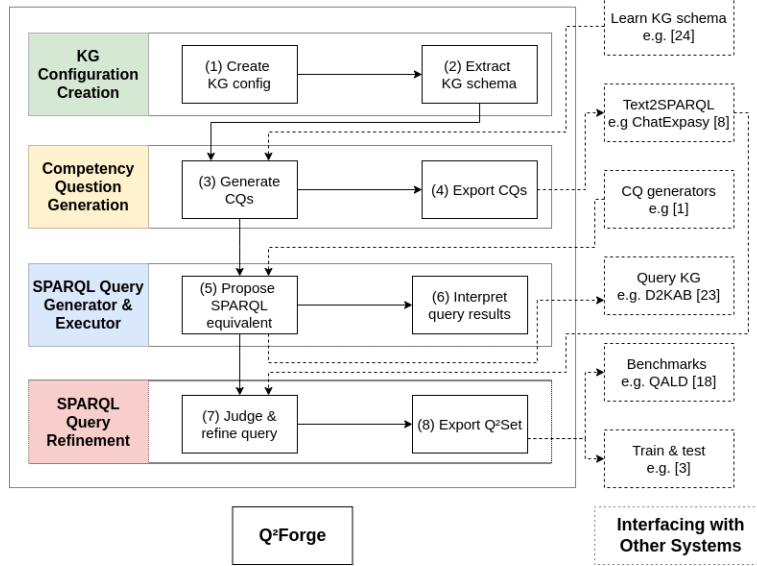 KG
Configuration
Creation
(1) Create
KG config
(2) Extract
KG schema
Learn KG schema
e.g. [24]
Text2SPARQL
e.g ChatExpasy [8]
Competency
Question
Generation
(3) Generate
CQs
(4) Export CQs
CQ generators
e.g [1]
SPARQL Query
Generator &
Executor
(5) Propose
SPARQL
equivalent
(6) Interpret
query results
Query KG
e.g. D2KAB [23]
Benchmarks
e.g. QALD [18]
SPARQL
Query
Refinement
(7) Judge &
refine query
(8) Export Q²Set
Train & test
e.g. [3]
Q²Forge
Interfacing with
Other Systems